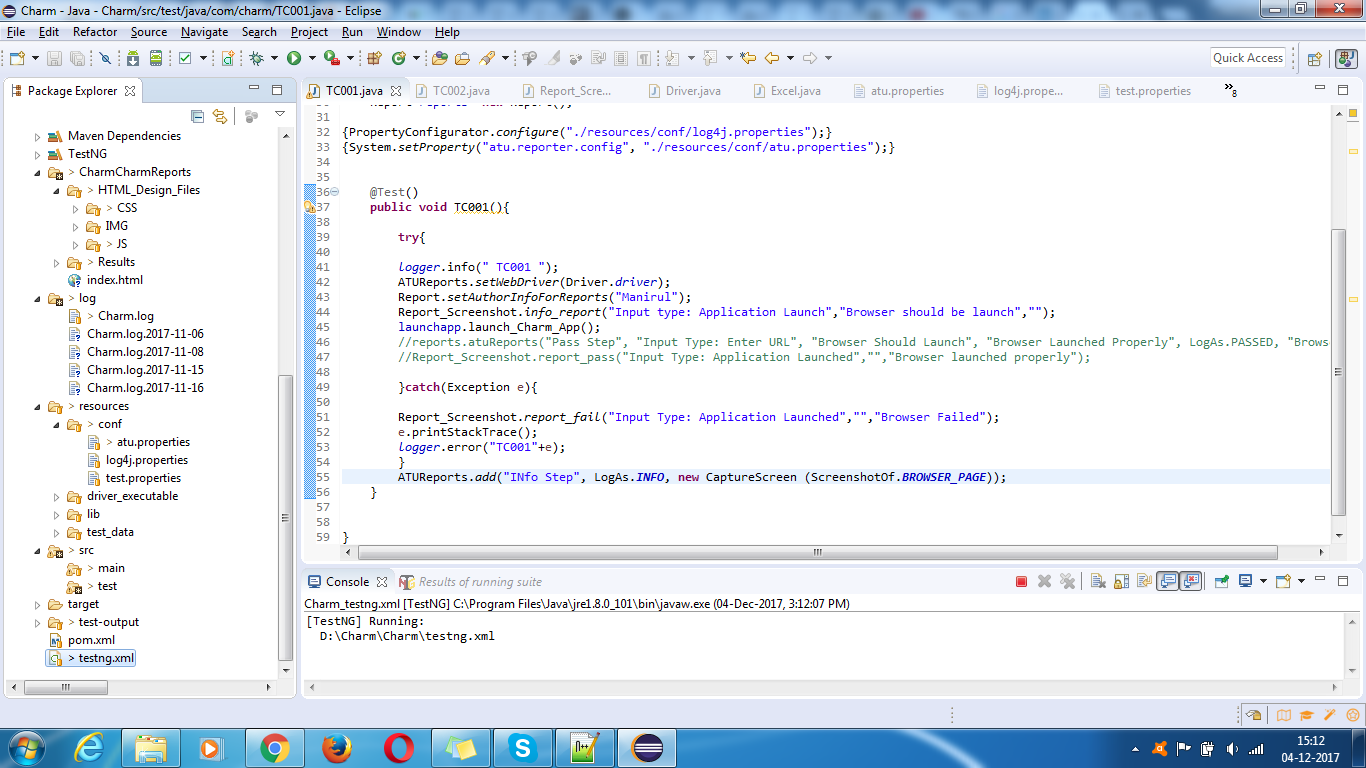 Charm - Java - Charm/src/test/java/com/charm/TC001.java - Eclipse
File Edit Refactor Source Navigate Search Project Run Window Help
Quick Access
Package Explorer
TC001.java TC002.java Report_Scre... Driver.java Excel.java atu.properties log4j.prope... test.properties »8
Maven Dependencies
TestNG
> CharmCharmReports
> HTML_Design_Files
> CSS
IMG
> JS
> Results
index.html
> log
> Charm.log
Charm.log.2017-11-06
Charm.log.2017-11-08
Charm.log.2017-11-15
Charm.log.2017-11-16
> resources
> conf
> atu.properties
log4j.properties
test.properties
driver_executable
lib
test_data
> src
> main
> test
target
> test-output
pom.xml
> testng.xml
31
32 {PropertyConfigurator.configure("./resources/conf/log4j.properties");}
33 {System.setProperty("atu.reporter.config", "./resources/conf/atu.properties");}
34
35
36 @Test()
37 public void TC001(){
38
39 try{
40
41 logger.info(" TC001 ");
42 ATUReports.setWebDriver(Driver.driver);
43 Report.setAuthorInfoForReports("Manirul");
44 Report_Screenshot.info_report("Input type: Application Launch","Browser should be launch","");
45 launchapp.launch_Charm_App();
46 //reports.atuReports("Pass Step", "Input Type: Enter URL", "Browser Should Launch", "Browser Launched Properly", LogAs.PASSED, "Brows
47 //Report_Screenshot.report_pass("Input Type: Application Launched","","Browser launched properly");
48
49 }catch(Exception e){
50
51 Report_Screenshot.report_fail("Input Type: Application Launched","","Browser Failed");
52 e.printStackTrace();
53 logger.error("TC001"+e);
54 }
55 ATUReports.add("INfo Step", LogAs.INFO, new CaptureScreen (ScreenshotOf.BROWSER_PAGE));
56 }
57
58
59 }
Console Results of running suite
Charm_testng.xml [TestNG] C:\Program Files\Java\jre1.8.0_101\bin\javaw.exe (04-Dec-2017, 3:12:07 PM)
[TestNG] Running:
D:\Charm\Charm\testng.xml
15:12
04-12-2017